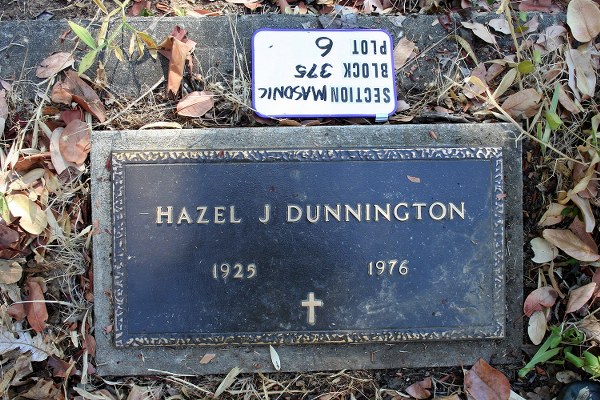 SECTION MASONIC
BLOCK 375
PLOT 6
HAZEL J DUNNINGTON
1925 1976